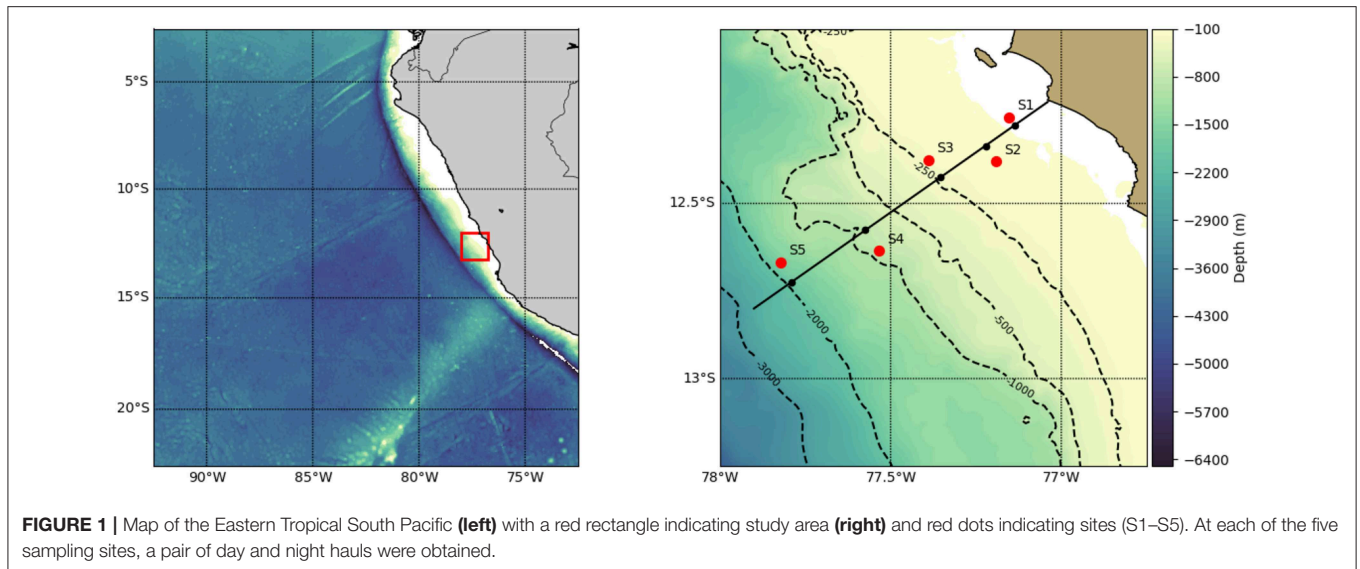 5°S
10°S
15°S
20°S
90°W
85°W
80°W
75°W
-250
S1
S2
S3
-250
12.5°S
S4
S5
-500
-2000
-1000
-3000
13°S
78°W
77.5°W
77°W
−100
−800
−1500
−2200
−2900
−3600
−4300
−5000
−5700
−6400
Depth (m)
FIGURE 1 | Map of the Eastern Tropical South Pacific (left) with a red rectangle indicating study area (right) and red dots indicating sites (S1–S5). At each of the five
sampling sites, a pair of day and night hauls were obtained.